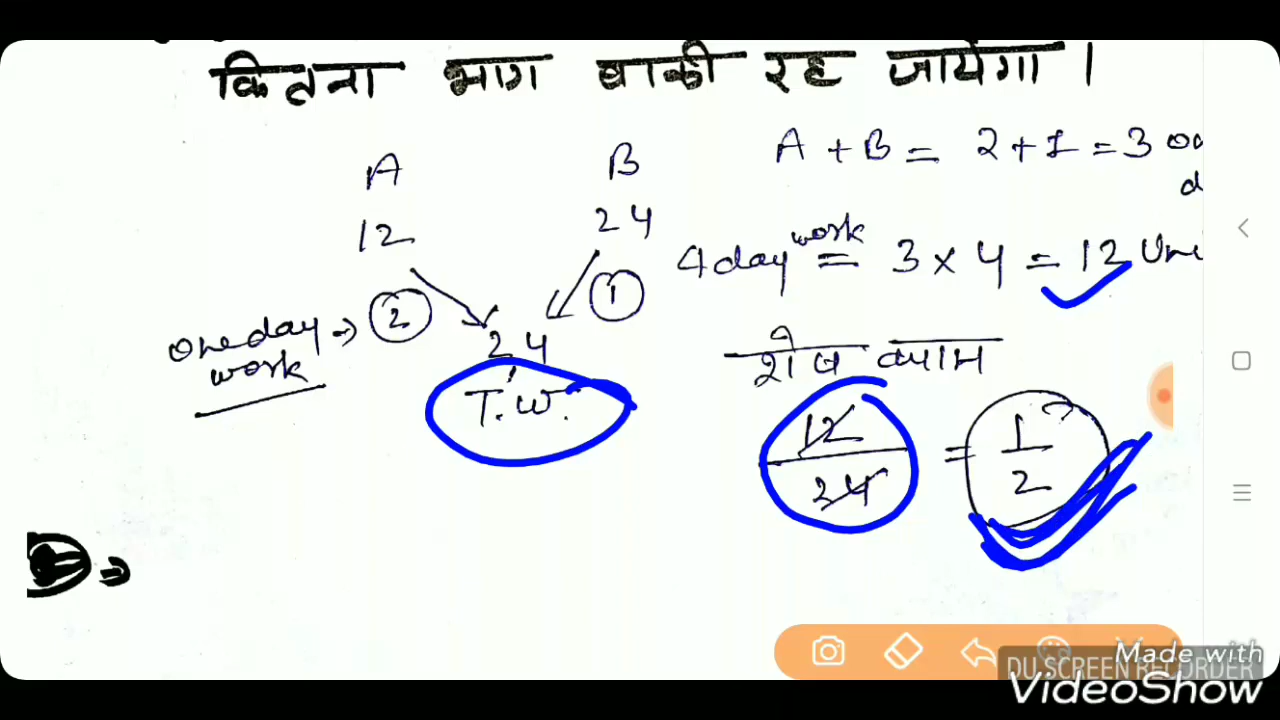 कितना भाग बाकी रह जायेगा ।
A B
12 24
one day work → 2 1
24
T.W.
A + B = 2 + 1 = 3
4 day work = 3 × 4 = 12
शेष काम
12/24 = 1/2
Made with
DU SCREEN RECORDER
VideoShow